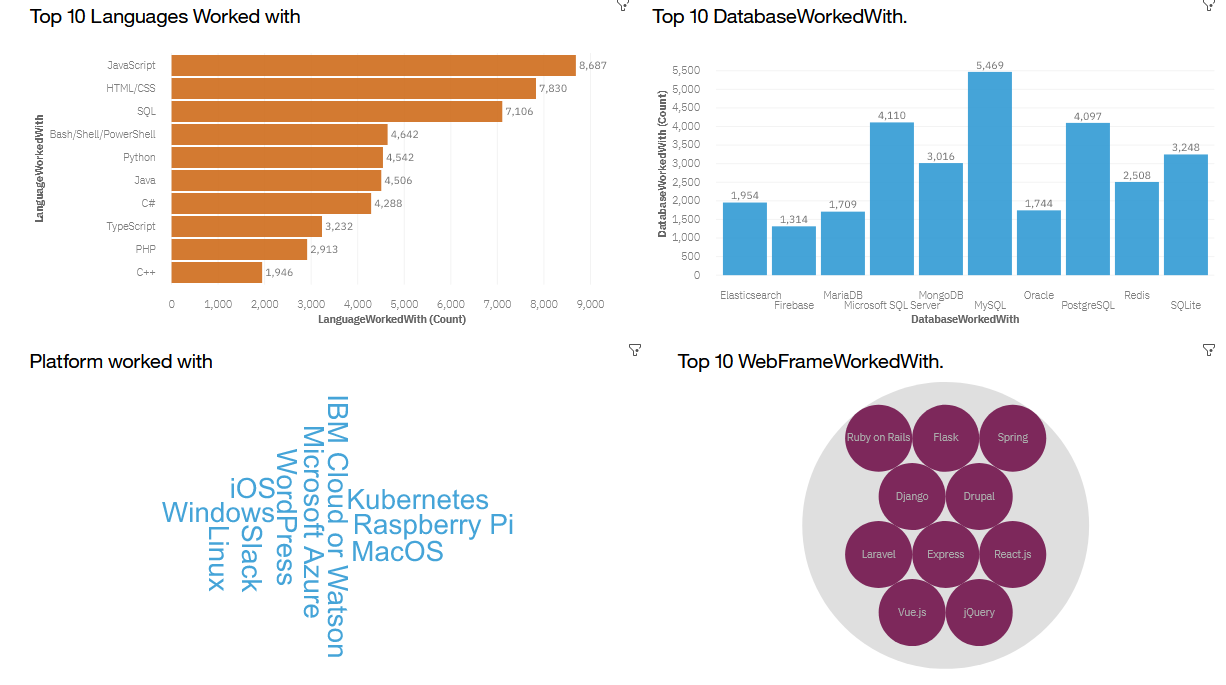 Top 10 Languages Worked with
LanguageWorkedWith
JavaScript 8,687
HTML/CSS 7,830
SQL 7,106
Bash/Shell/PowerShell 4,642
Python 4,542
Java 4,506
C# 4,288
TypeScript 3,232
PHP 2,913
C++ 1,946
0 1,000 2,000 3,000 4,000 5,000 6,000 7,000 8,000 9,000
LanguageWorkedWith (Count)
Top 10 DatabaseWorkedWith.
DatabaseWorkedWith (Count)
5,500
5,000
4,500
4,000
3,500
3,000
2,500
2,000
1,500
1,000
500
0
1,954 1,314 1,709 4,110 3,016 5,469 1,744 4,097 2,508 3,248
Elasticsearch MariaDB MongoDB Oracle Redis
Firebase Microsoft SQL Server MySQL PostgreSQL SQLite
DatabaseWorkedWith
Platform worked with
iOS
Windows
Linux
Slack
WordPress
Microsoft Azure
IBM Cloud or Watson
Kubernetes
Raspberry Pi
MacOS
Top 10 WebFrameWorkedWith.
Ruby on Rails Flask Spring
Django Drupal
Laravel Express React.js
Vue.js jQuery